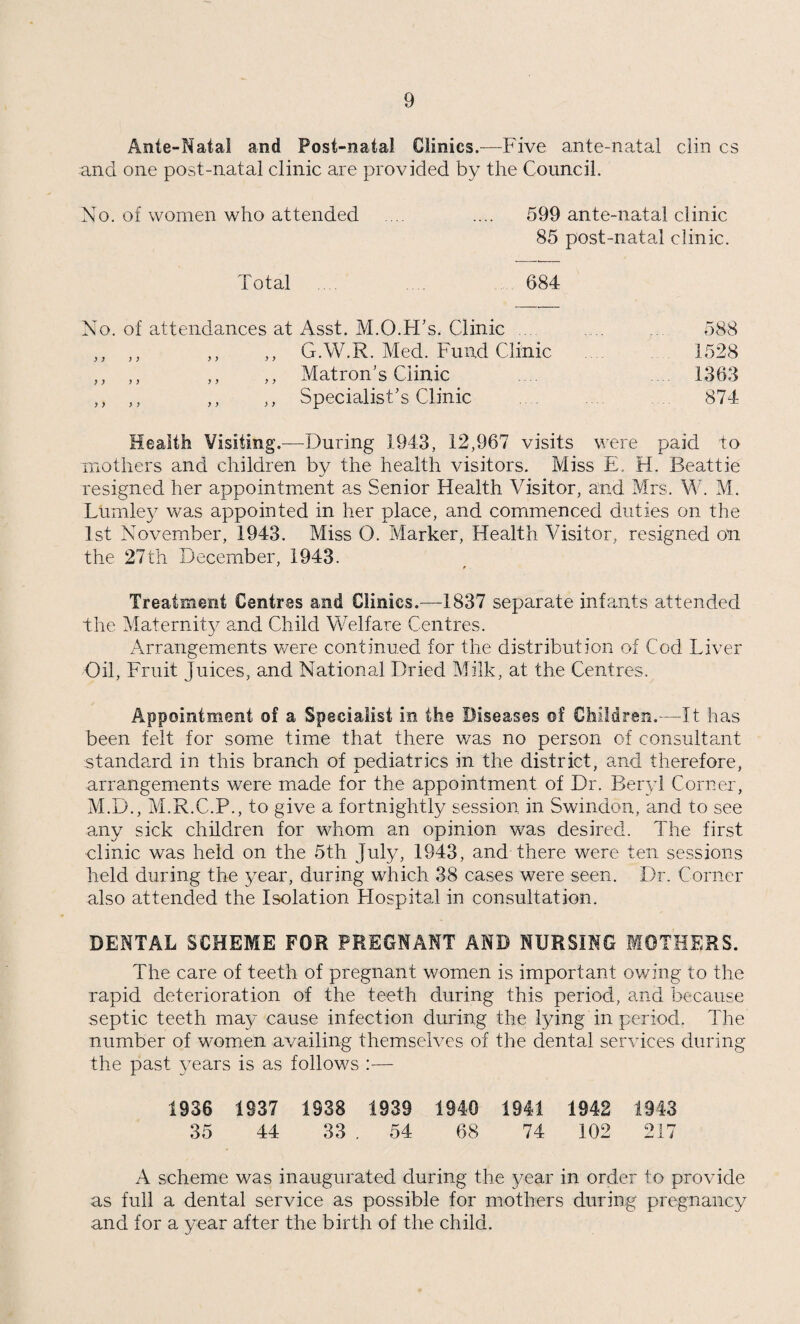 9
Ante-Natal and Post-natal Clinics.—Five ante-natal clin cs
and one post-natal clinic are provided by the Council.
No. of women who attended .... .... 599 ante-natal clinic
85 post-natal clinic.
Total .... .... .... 684
No. of attendances at Asst. M.O.H's. Clinic .... .... .... 588
,, ,, ,, ,, G.W.R. Med. Fund Clinic .... .... 1528
,, ,, ,, ,, Matron's Clinic .... .... 1363
,, ,, ,, ,, Specialist's Clinic .... .... .... 874
Health Visiting.—During 1943, 12,967 visits were paid to
mothers and children by the health visitors. Miss E. H. Beattie
resigned her appointment as Senior Health Visitor, and Mrs. W. M.
Lumley was appointed in her place, and commenced duties on the
1st November, 1943. Miss O. Marker, Health Visitor, resigned on
the 27th December, 1943.
Treatment Centres and Clinics.—1837 separate infants attended
the Maternity and Child Welfare Centres.
Arrangements were continued for the distribution of Cod Liver
Oil, Fruit Juices, and National Dried Milk, at the Centres.
Appointment of a Specialist in the Diseases of Children.—It has
been felt for some time that there was no person of consultant
standard in this branch of pediatrics in the district, and therefore,
arrangements were made for the appointment of Dr. Beryl Corner,
M.D., M.R.C.P., to give a fortnightly session in Swindon, and to see
any sick children for whom an opinion was desired. The first
clinic was held on the 5th July, 1943, and there were ten sessions
held during the year, during which 38 cases were seen. Dr. Corner
also attended the Isolation Hospital in consultation.
DENTAL SCHEME FOR PREGNANT AND NURSING MOTHERS.
The care of teeth of pregnant women is important owing to the
rapid deterioration of the teeth during this period, and because
septic teeth may cause infection during the lying in period. The
number of women availing themselves of the dental services during
the past years is as follows :—
1936 1937 1938 1939 1940 1941 1942 1943
35 44 33 . 54 68 74 102 217
A scheme was inaugurated during the year in order to provide
as full a dental service as possible for mothers during pregnancy
and for a year after the birth of the child.